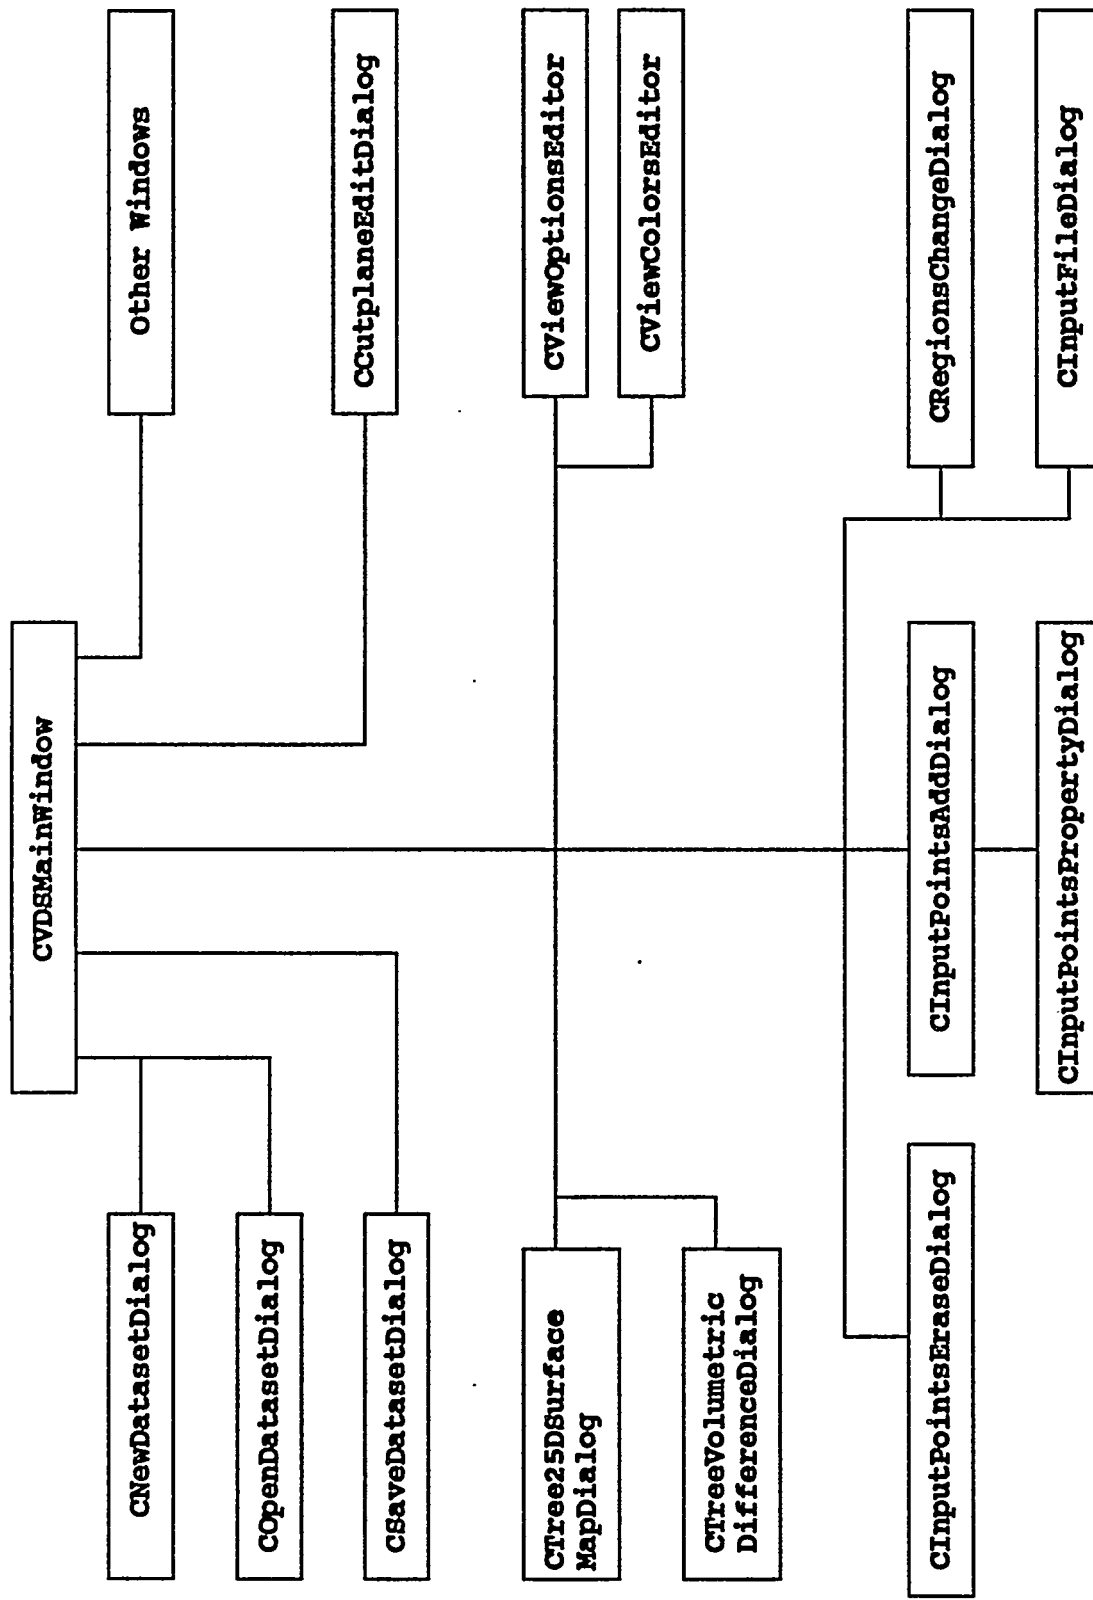 CVDSMainWindow
CNewDatasetDialog
COpenDatasetDialog
CSaveDatasetDialog
Other Windows
CCutplaneEditDialog
CTree25DSurface
MapDialog
CTreeVolumetric
DifferenceDialog
CViewOptionsEditor
CViewColorsEditor
CInputPointsEraseDialog
CInputPointsAddDialog
CInputPointsPropertyDialog
CRegionsChangeDialog
CInputFileDialog